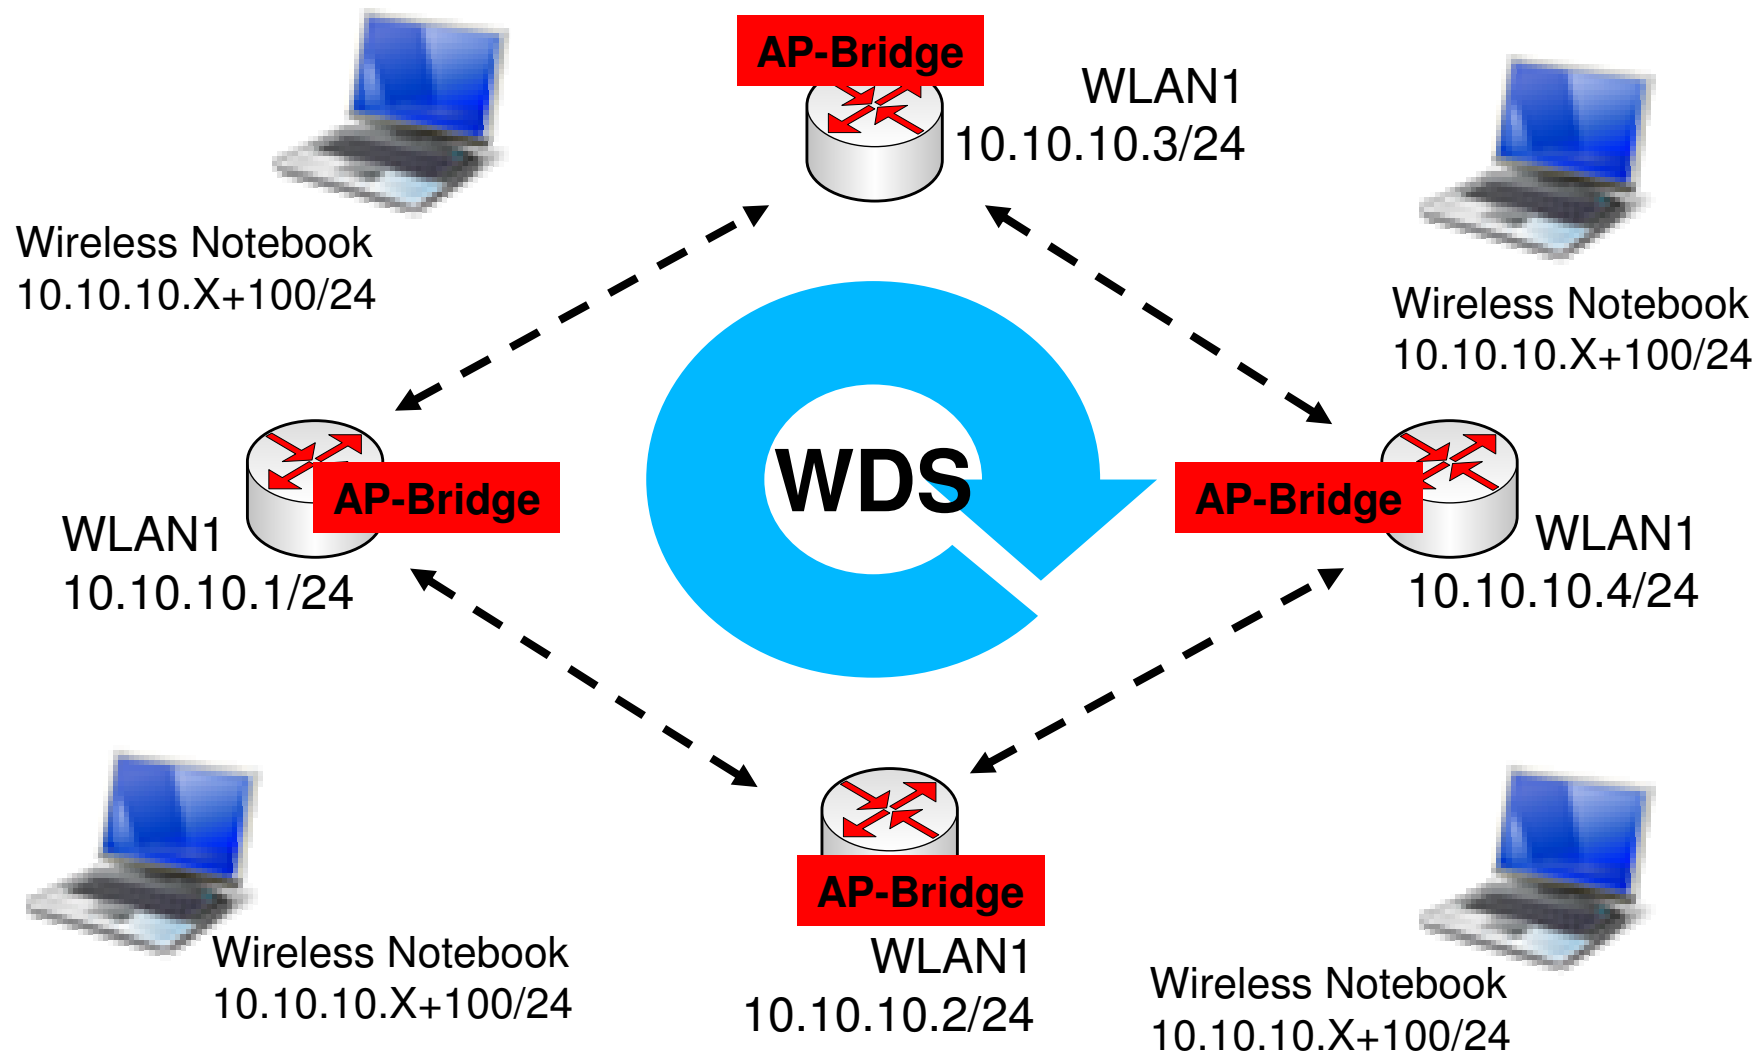 AP-Bridge
WLAN1
10.10.10.3/24
Wireless Notebook
10.10.10.X+100/24
Wireless Notebook
10.10.10.X+100/24
WDS
AP-Bridge
WLAN1
10.10.10.1/24
AP-Bridge
WLAN1
10.10.10.4/24
AP-Bridge
WLAN1
10.10.10.2/24
Wireless Notebook
10.10.10.X+100/24
Wireless Notebook
10.10.10.X+100/24